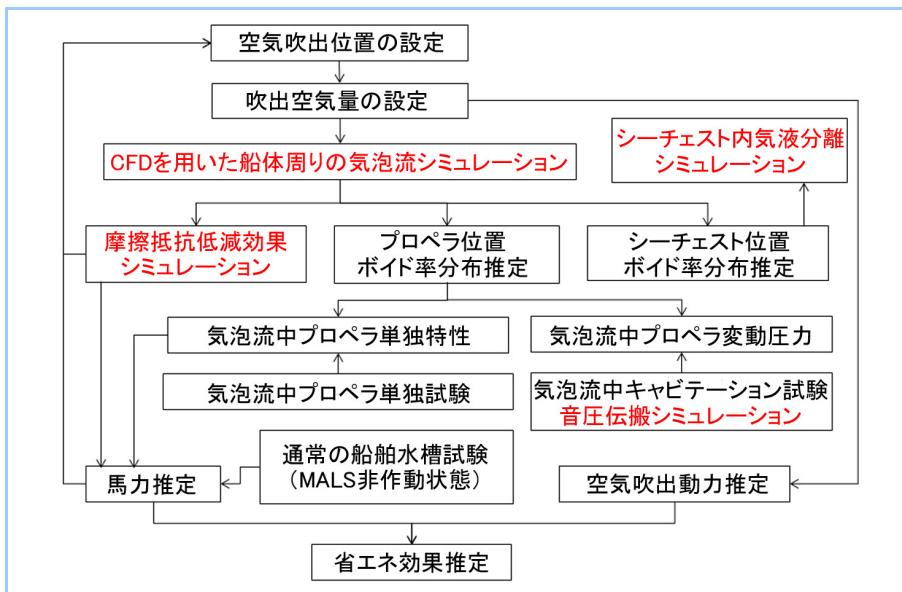 空気吹出位置の設定
吹出空気量の設定
CFDを用いた船体周りの気泡流シミュレーション
シーチェスト内気液分離
シミュレーション
摩擦抵抗低減効果
シミュレーション
プロペラ位置
ボイド率分布推定
シーチェスト位置
ボイド率分布推定
気泡流中プロペラ単独特性
気泡流中プロペラ変動圧力
気泡流中プロペラ単独試験
気泡流中キャビテーション試験
音圧伝搬シミュレーション
通常の船舶水槽試験
（MALS非作動状態）
馬力推定
空気吹出動力推定
省エネ効果推定